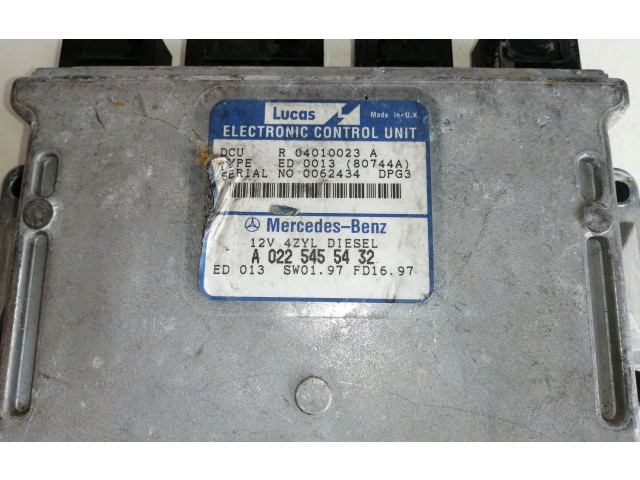 Lucas L Made in U.K
ELECTRONIC CONTROL UNIT
DCU R 04010023 A
TYPE ED 0013 (80744A)
SERIAL NO 0062434 DPG3
Mercedes-Benz
12V 4ZYL DIESEL
A 022 545 54 32
ED 013 SW01.97 FD16.97